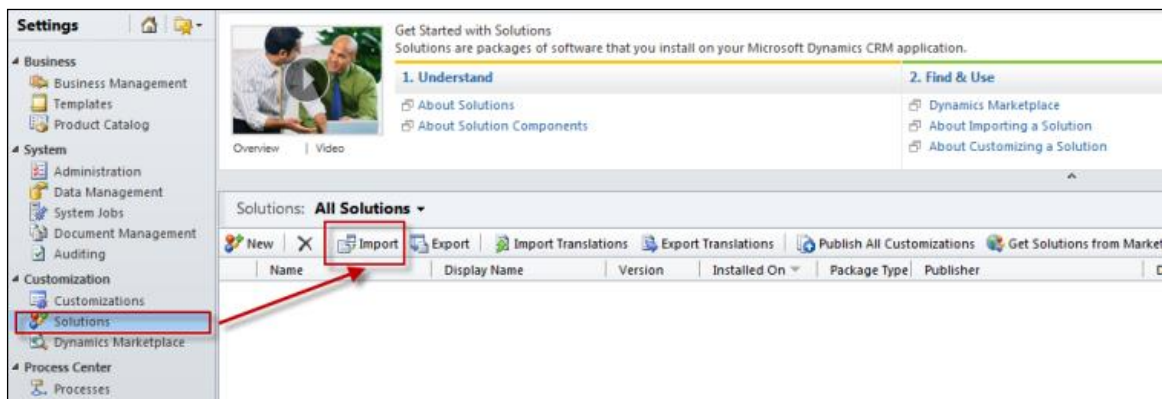 Settings
Business
Business Management
Templates
Product Catalog
System
Administration
Data Management
System Jobs
Document Management
Auditing
Customization
Customizations
Solutions
Dynamics Marketplace
Process Center
Processes
Get Started with Solutions
Solutions are packages of software that you install on your Microsoft Dynamics CRM application.
1. Understand
About Solutions
About Solution Components
2. Find & Use
Dynamics Marketplace
About Importing a Solution
About Customizing a Solution
Overview | Video
Solutions: All Solutions
New Import Export Import Translations Export Translations Publish All Customizations Get Solutions from Market
Name Display Name Version Installed On Package Type Publisher D